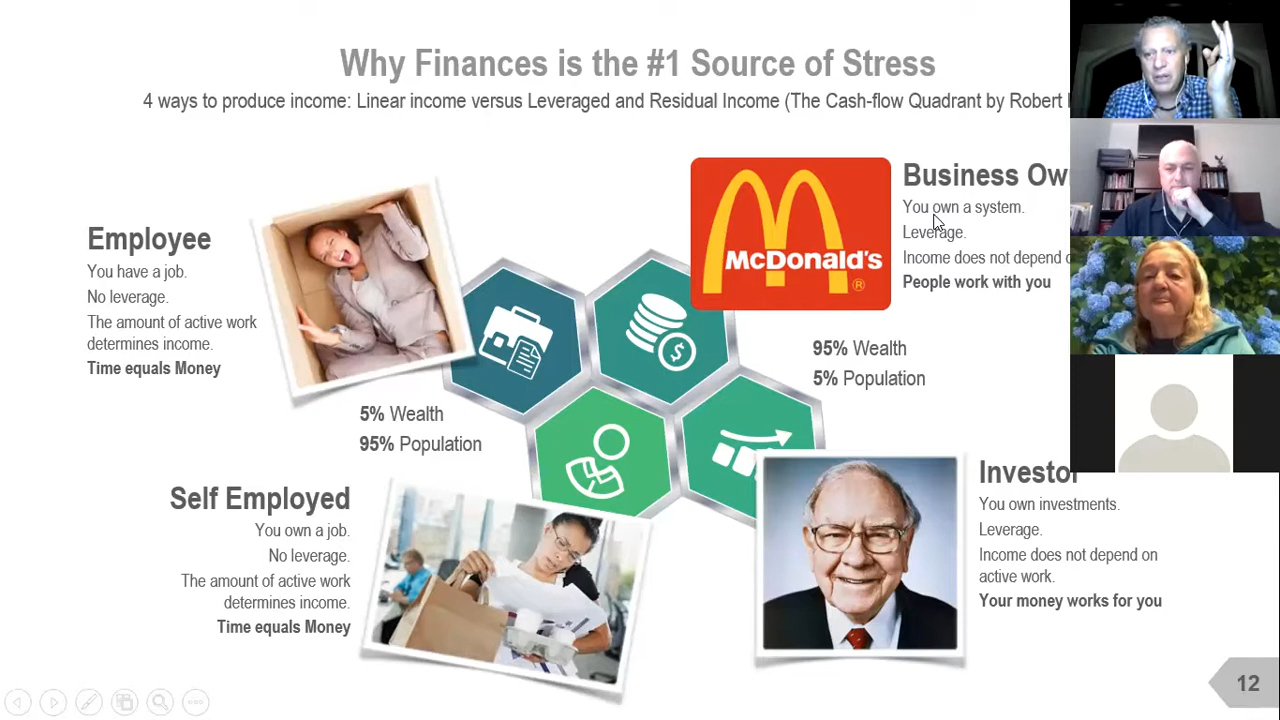 Why Finances is the #1 Source of Stress
4 ways to produce income: Linear income versus Leveraged and Residual Income (The Cash-flow Quadrant by Robert
Employee
You have a job.
No leverage.
The amount of active work
determines income.
Time equals Money
McDonald's
®
Business Ow
You own a system.
Leverage.
Income does not depend
People work with you
95% Wealth
5% Population
5% Wealth
95% Population
Self Employed
You own a job.
No leverage.
The amount of active work
determines income.
Time equals Money
Investor
You own investments.
Leverage.
Income does not depend on
active work.
Your money works for you
12